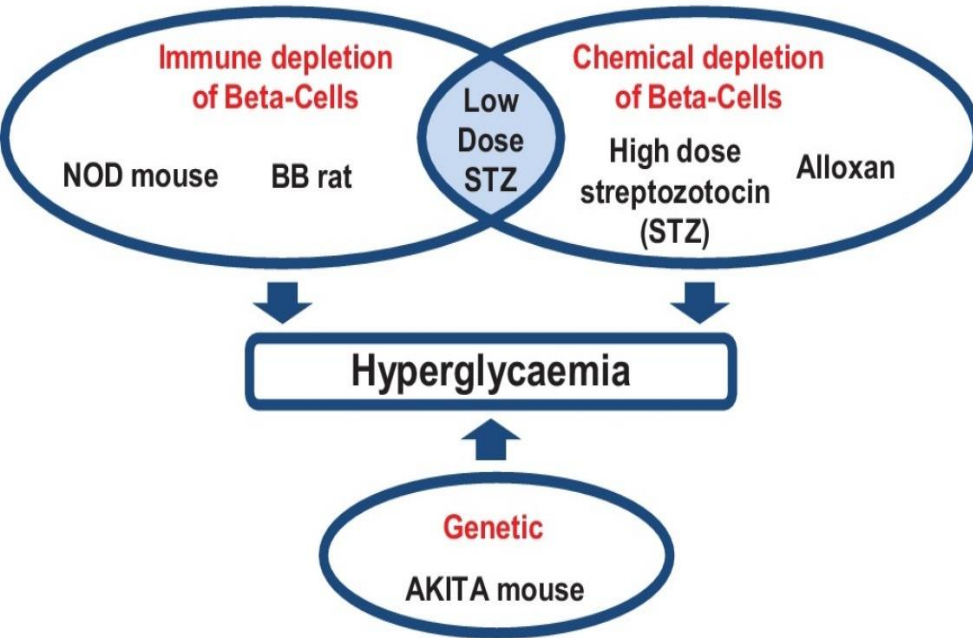 Immune depletion
of Beta-Cells
NOD mouse
BB rat
Low
Dose
STZ
Chemical depletion
of Beta-Cells
High dose
streptozotocin
(STZ)
Alloxan
Hyperglycaemia
Genetic
AKITA mouse